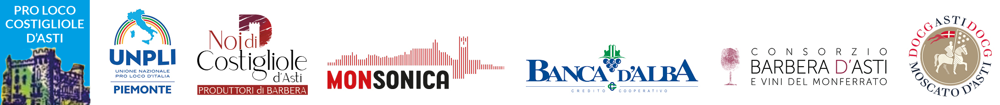 PRO LOCO
COSTIGLIOLE
D'ASTI
UNPLI
UNIONE NAZIONALE
PRO LOCO D'ITALIA
PIEMONTE
Noi di
Costigliole
d'Asti
PRODUTTORI di BARBERA
MONSONICA
BANCA D'ALBA
CREDITO COOPERATIVO
CONSORZIO
BARBERA D'ASTI
E VINI DEL MONFERRATO
DOCG ASTI DOCG
MOSCATO D'ASTI